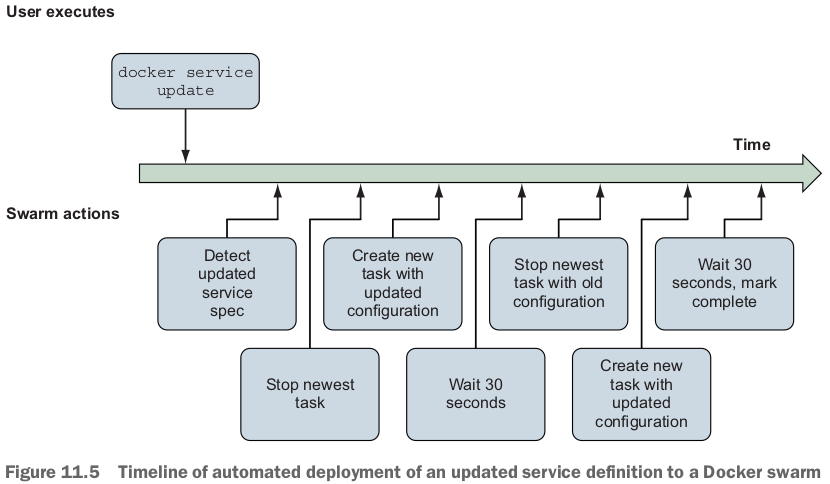 User executes
docker service
update
Time
Swarm actions
Detect
updated
service
spec
Create new
task with
updated
configuration
Stop newest
task with old
configuration
Wait 30
seconds, mark
complete
Stop newest
task
Wait 30
seconds
Create new
task with
updated
configuration
Figure 11.5 Timeline of automated deployment of an updated service definition to a Docker swarm